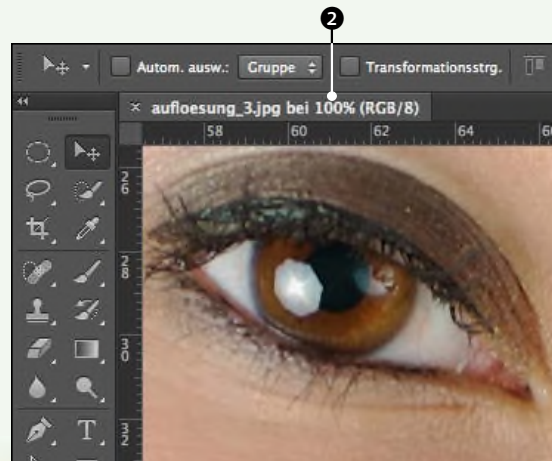 2
Autom. ausw.: Gruppe Transformationsstrg.
× aufloesung_3.jpg bei 100% (RGB/8)
58 60 62 64 6
2 6
2 8
3 0
3 2
T